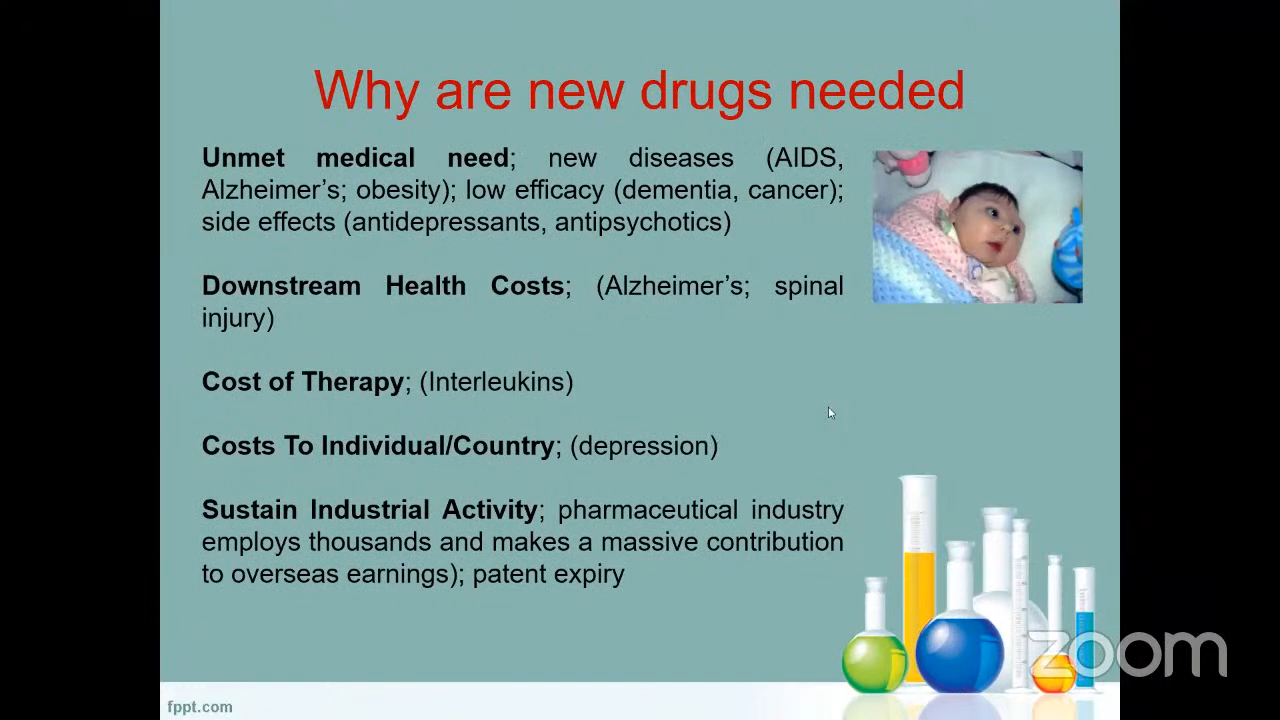 Why are new drugs needed
Unmet medical need; new diseases (AIDS,
Alzheimer's; obesity); low efficacy (dementia, cancer);
side effects (antidepressants, antipsychotics)
Downstream Health Costs; (Alzheimer's; spinal
injury)
Cost of Therapy; (Interleukins)
Costs To Individual/Country; (depression)
Sustain Industrial Activity; pharmaceutical industry
employs thousands and makes a massive contribution
to overseas earnings); patent expiry
zoom
fppt.com